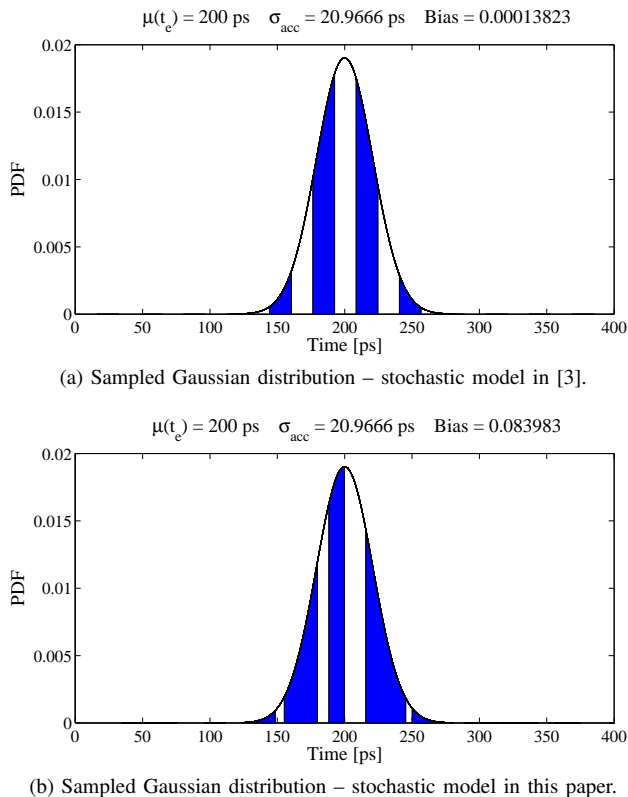 μ(t_e) = 200 ps σ_acc = 20.9666 ps Bias = 0.00013823
0.02
0.015
0.01
0.005
0
PDF
0 50 100 150 200 250 300 350 400
Time [ps]
(a) Sampled Gaussian distribution – stochastic model in [3].
μ(t_e) = 200 ps σ_acc = 20.9666 ps Bias = 0.083983
0.02
0.015
0.01
0.005
0
PDF
0 50 100 150 200 250 300 350 400
Time [ps]
(b) Sampled Gaussian distribution – stochastic model in this paper.